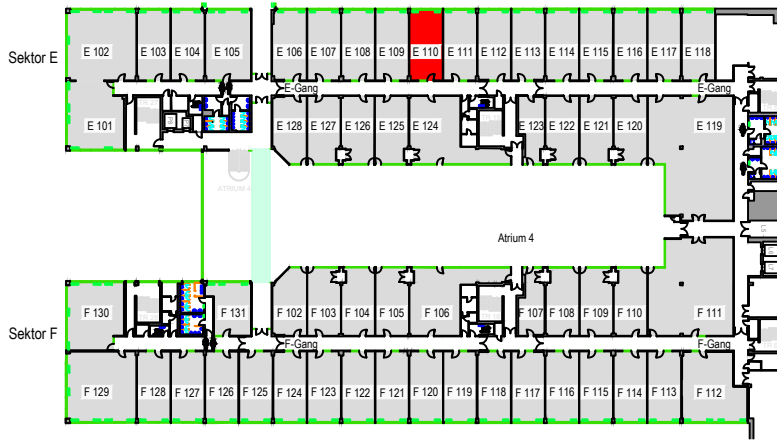 Sektor E
E 102
E 103
E 104
E 105
E 106
E 107
E 108
E 109
E 110
E 111
E 112
E 113
E 114
E 115
E 116
E 117
E 118
E-Gang
E-Gang
E 101
E 128
E 127
E 126
E 125
E 124
E 123
E 122
E 121
E 120
E 119
ATRIUM 4
Atrium 4
F 130
F 131
F 102
F 103
F 104
F 105
F 106
F 107
F 108
F 109
F 110
F 111
Sektor F
F-Gang
F-Gang
F 129
F 128
F 127
F 126
F 125
F 124
F 123
F 122
F 121
F 120
F 119
F 118
F 117
F 116
F 115
F 114
F 113
F 112